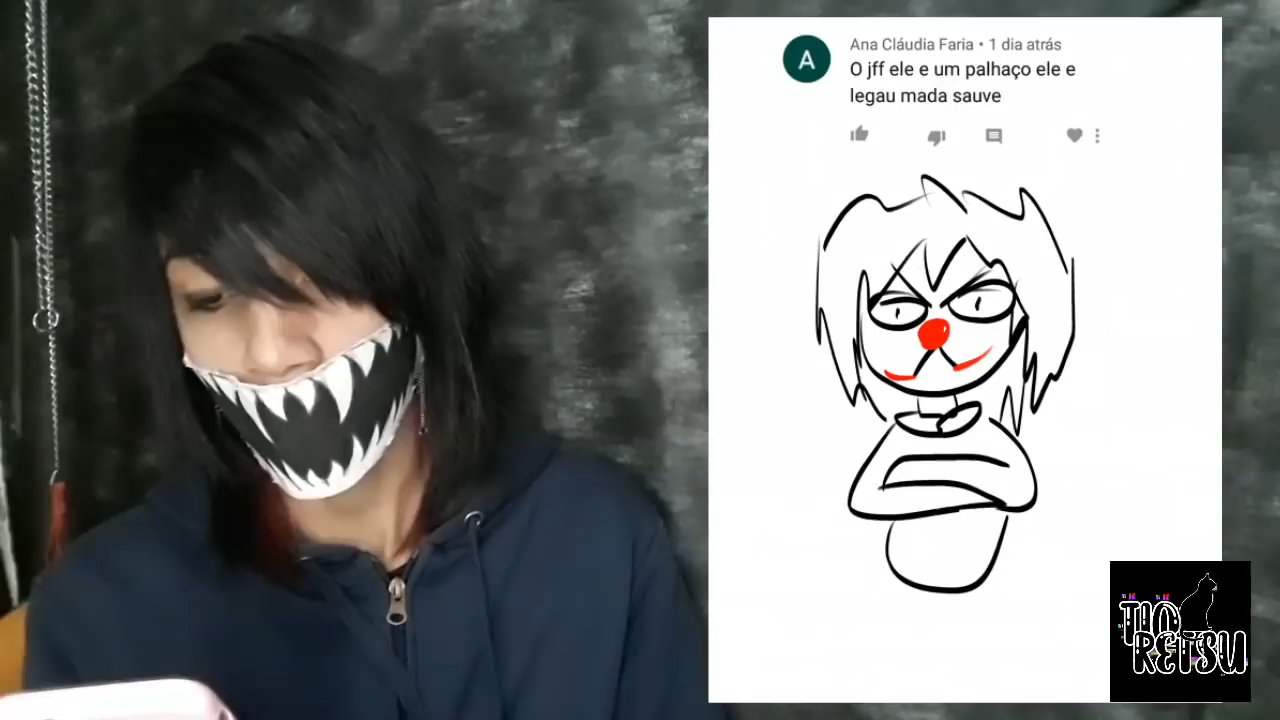 Ana Cláudia Faria • 1 dia atrás
O jff ele e um palhaço ele e
legau mada sauve
A
TIO
RETSU